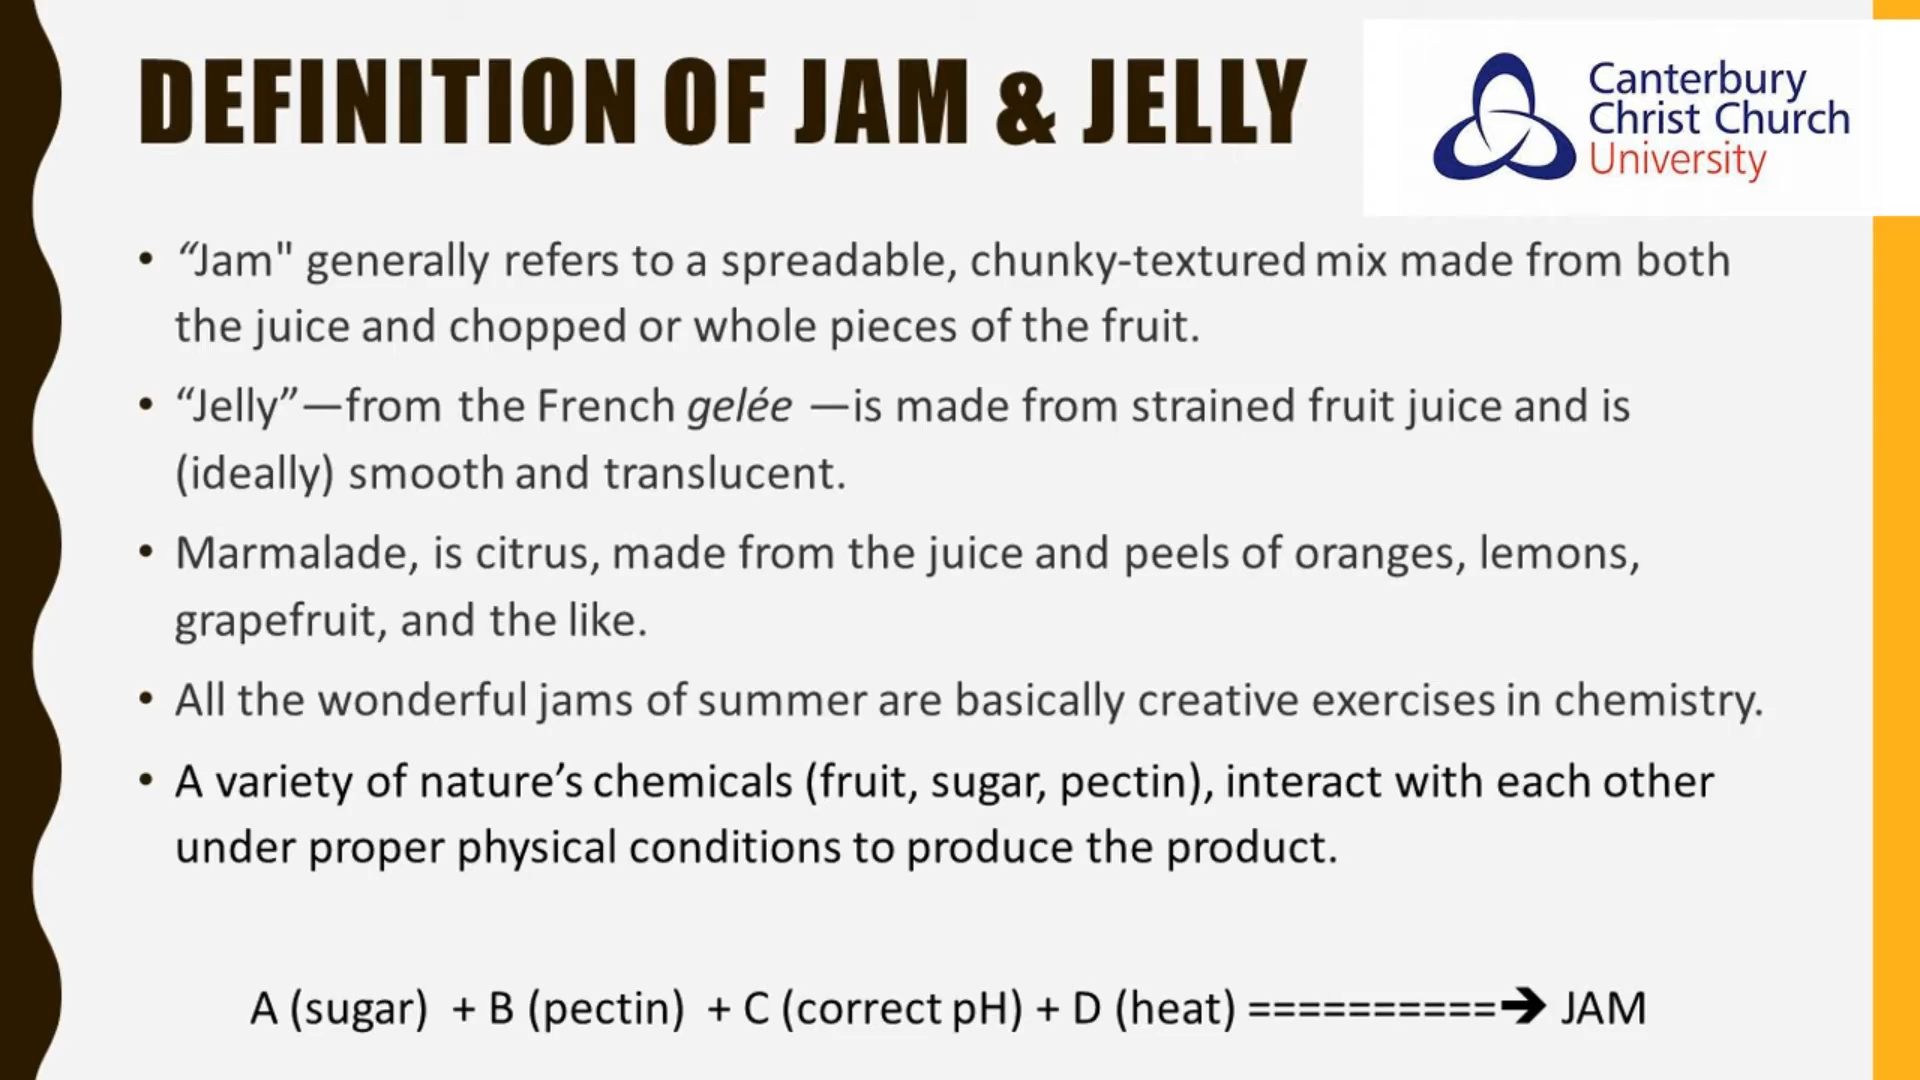 DEFINITION OF JAM & JELLY
Canterbury
Christ Church
University
• “Jam" generally refers to a spreadable, chunky-textured mix made from both
the juice and chopped or whole pieces of the fruit.
• “Jelly”—from the French gelée —is made from strained fruit juice and is
(ideally) smooth and translucent.
• Marmalade, is citrus, made from the juice and peels of oranges, lemons,
grapefruit, and the like.
• All the wonderful jams of summer are basically creative exercises in chemistry.
• A variety of nature’s chemicals (fruit, sugar, pectin), interact with each other
under proper physical conditions to produce the product.
A (sugar) + B (pectin) + C (correct pH) + D (heat) ==========➔ JAM